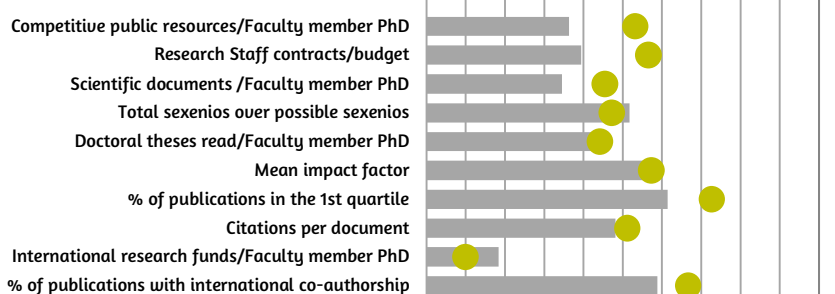 Competitive public resources/Faculty member PhD
Research Staff contracts/budget
Scientific documents /Faculty member PhD
Total sexenios over possible sexenios
Doctoral theses read/Faculty member PhD
Mean impact factor
% of publications in the 1st quartile
Citations per document
International research funds/Faculty member PhD
% of publications with international co-authorship